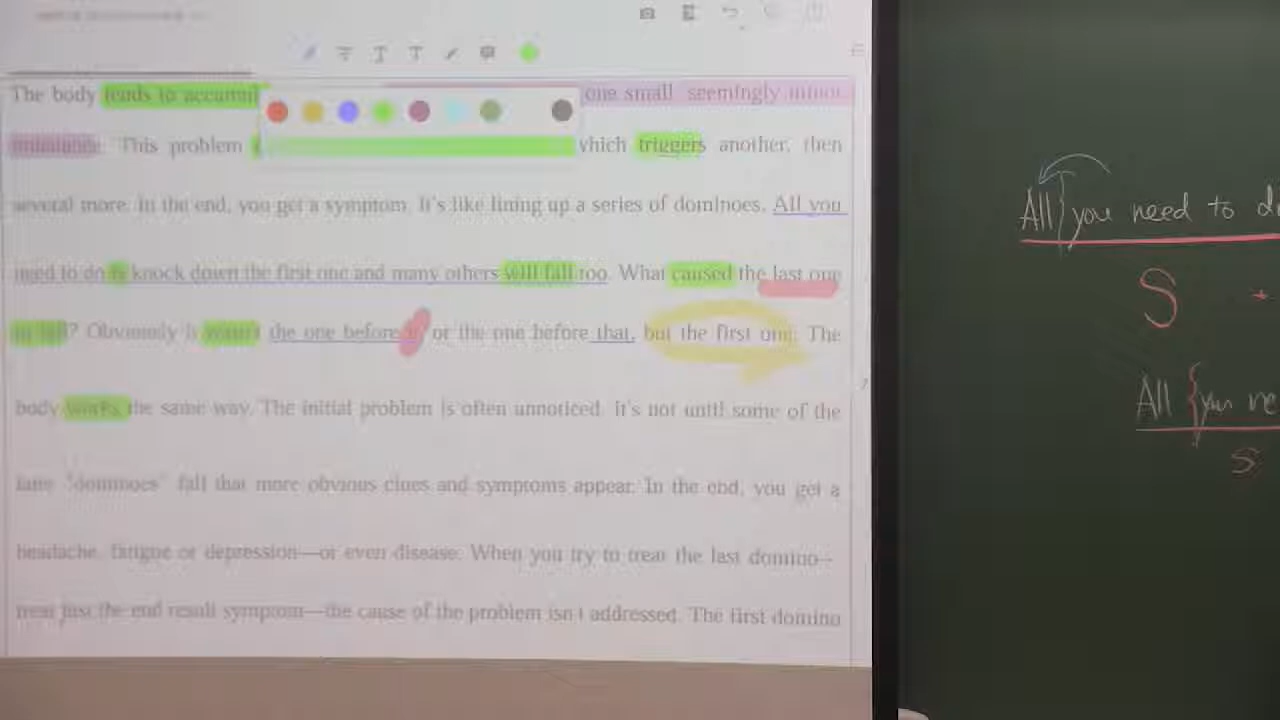 The body tends to accumul one small seemingly minor
imbalance. This problem which triggers another, then
several more. In the end, you get a symptom. It's like lining up a series of dominoes. All you
need to do is knock down the first one and many others will fall too. What caused the last one
to fall? Obviously it wasn't the one before it, or the one before that, but the first one. The
body works the same way. The initial problem is often unnoticed. It's not until some of the
later "dominoes" fall that more obvious clues and symptoms appear. In the end, you get a
headache, fatigue or depression—or even disease. When you try to treat the last domino—
treat just the end result symptom—the cause of the problem isn't addressed. The first domino
All you need to
S
All {you ne
S